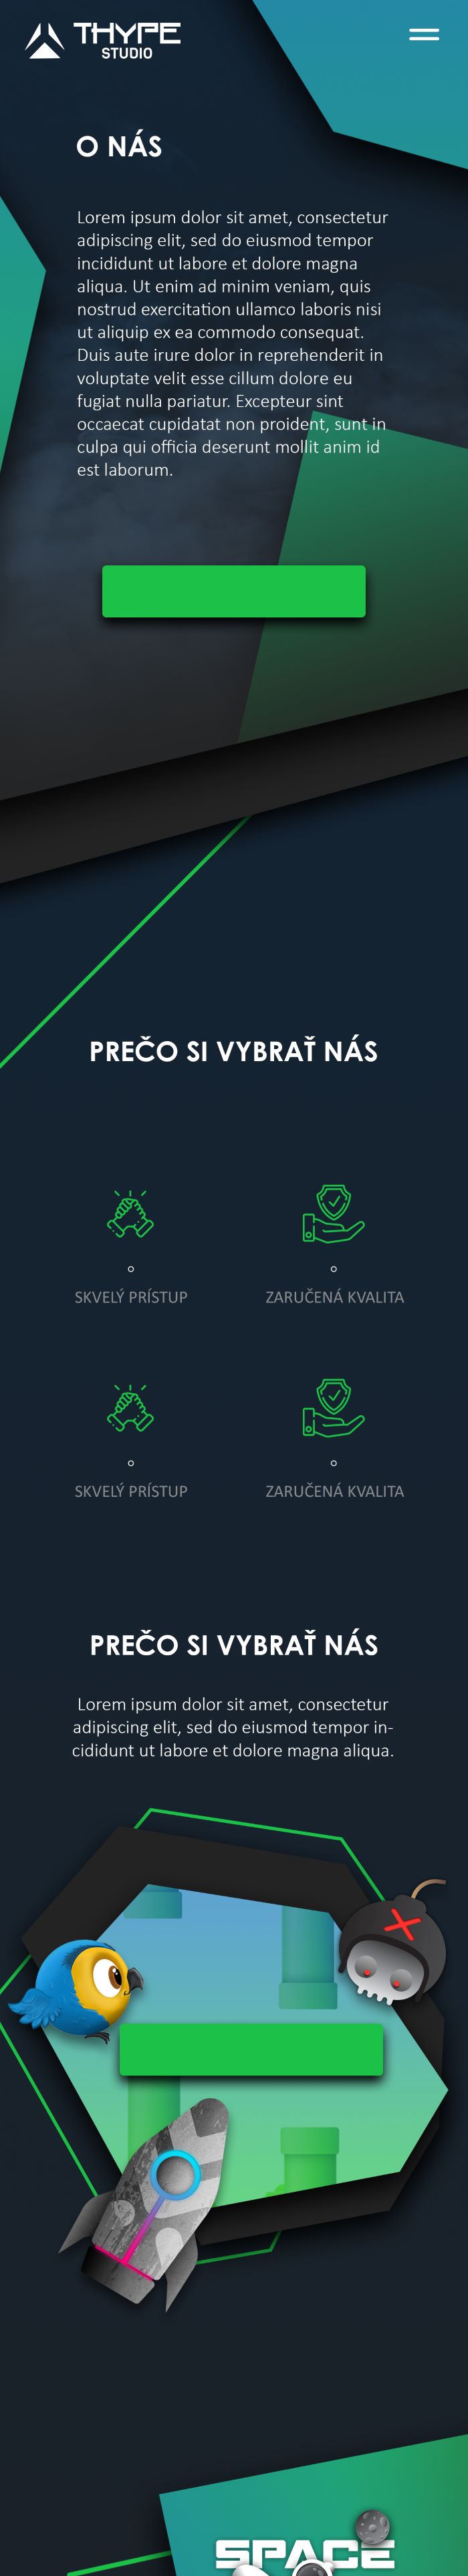 THYPE
STUDIO
O NÁS
Lorem ipsum dolor sit amet, consectetur
adipiscing elit, sed do eiusmod tempor
incididunt ut labore et dolore magna
aliqua. Ut enim ad minim veniam, quis
nostrud exercitation ullamco laboris nisi
ut aliquip ex ea commodo consequat.
Duis aute irure dolor in reprehenderit in
voluptate velit esse cillum dolore eu
fugiat nulla pariatur. Excepteur sint
occaecat cupidatat non proident, sunt in
culpa qui officia deserunt mollit anim id
est laborum.
PREČO SI VYBRAŤ NÁS
SKVELÝ PRÍSTUP
ZARUČENÁ KVALITA
SKVELÝ PRÍSTUP
ZARUČENÁ KVALITA
PREČO SI VYBRAŤ NÁS
Lorem ipsum dolor sit amet, consectetur
adipiscing elit, sed do eiusmod tempor in-
cididunt ut labore et dolore magna aliqua.
SPACE